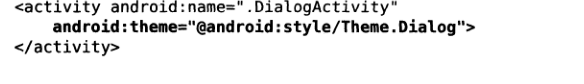 <activity android:name=".DialogActivity"
android:theme="@android:style/Theme.Dialog">
</activity>